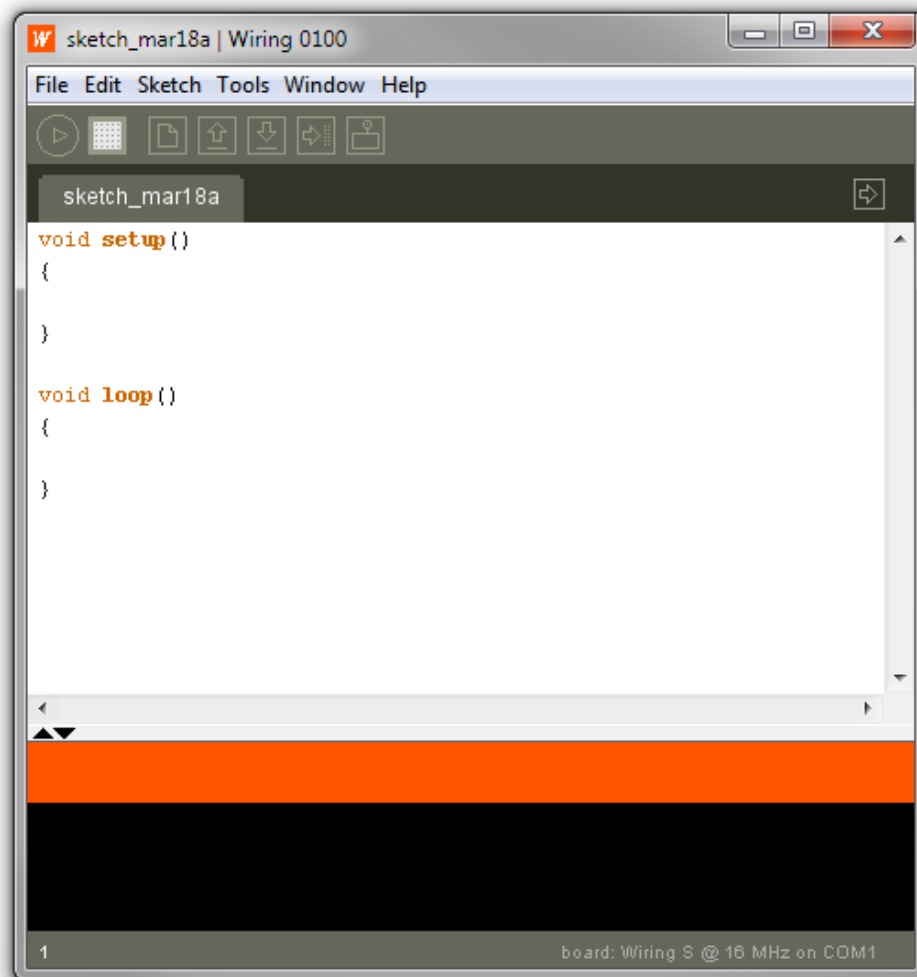 W sketch_mar18a | Wiring 0100
File Edit Sketch Tools Window Help
sketch_mar18a
void setup()
{
}
void loop()
{
}
1 board: Wiring S @ 16 MHz on COM1